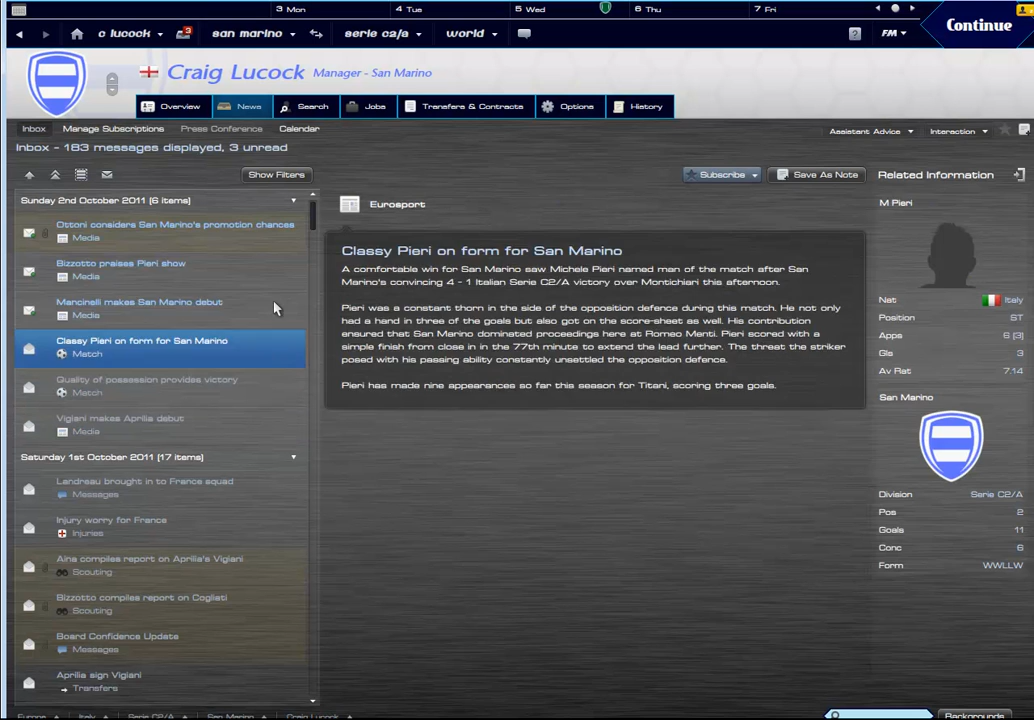 3 Mon 4 Tue 5 Wed 6 Thu 7 Fri
c lucock 3 san marino serie c2/a world ? FM Continue
Craig Lucock Manager - San Marino
Overview News Search Jobs Transfers & Contracts Options History
Inbox Manage Subscriptions Press Conference Calendar Assistant Advice Interaction
Inbox - 183 messages displayed, 3 unread
Show Filters Subscribe Save As Note Related Information
Sunday 2nd October 2011 (6 items)
Ottoni considers San Marino's promotion chances
Media
Bizzotto praises Pieri show
Media
Mancinelli makes San Marino debut
Media
Classy Pieri on form for San Marino
Match
Quality of possession provides victory
Match
Vigiani makes Aprilia debut
Media
Saturday 1st October 2011 (17 items)
Landreau brought in to France squad
Messages
Injury worry for France
Injuries
Aina compiles report on Aprilia's Vigiani
Scouting
Bizzotto compiles report on Cogliati
Scouting
Board Confidence Update
Messages
Aprilia sign Vigiani
Transfers
Eurosport
Classy Pieri on form for San Marino
A comfortable win for San Marino saw Michele Pieri named man of the match after San
Marino's convincing 4 - 1 Italian Serie C2/A victory over Montichiari this afternoon.
Pieri was a constant thorn in the side of the opposition defence during this match. He not only
had a hand in three of the goals but also got on the score-sheet as well. His contribution
ensured that San Marino dominated proceedings here at Romeo Menti. Pieri scored with a
simple finish from close in in the 77th minute to extend the lead further. The threat the striker
posed with his passing ability constantly unsettled the opposition defence.
Pieri has made nine appearances so far this season for Titani, scoring three goals.
M Pieri
Nat Italy
Position ST
Apps 6 (3)
Gls 3
Av Rat 7.14
San Marino
Division Serie C2/A
Pos 2
Goals 11
Conc 6
Form WWLLW
Europe Italy Serie C2/A San Marino Craig Lucock Backgrounds